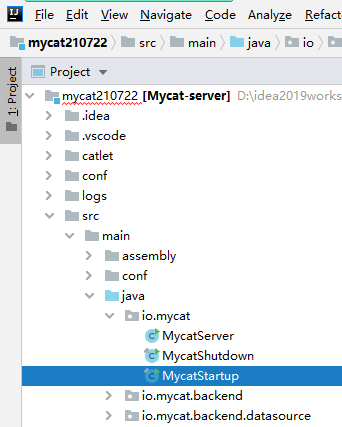 File Edit View Navigate Code Analyze Refacto
mycat210722 src main java io
1: Project
Project
mycat210722 [Mycat-server] D:\idea2019works
.idea
.vscode
catlet
conf
logs
src
main
assembly
conf
java
io.mycat
MycatServer
MycatShutdown
MycatStartup
io.mycat.backend
io.mycat.backend.datasource